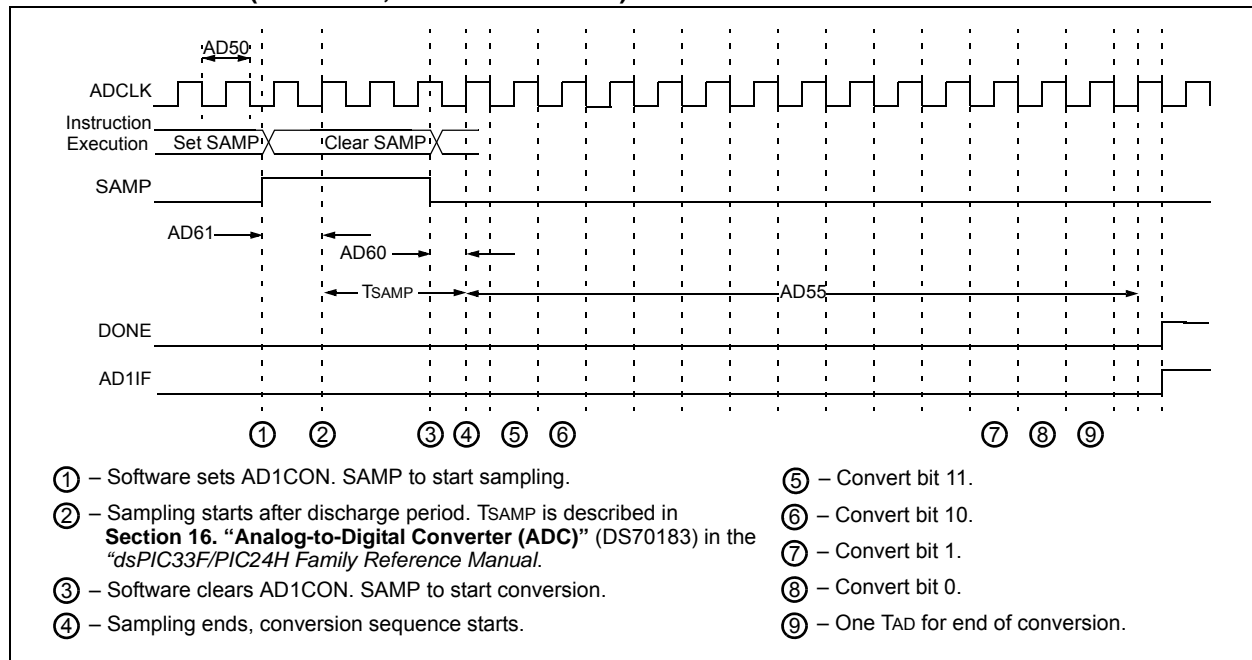 AD50
ADCLK
Instruction
Execution
Set SAMP
Clear SAMP
SAMP
AD61
AD60
TSAMP
AD55
DONE
AD1IF
1 2 3 4 5 6 7 8 9
1 – Software sets AD1CON. SAMP to start sampling.
2 – Sampling starts after discharge period. TSAMP is described in
Section 16. “Analog-to-Digital Converter (ADC)” (DS70183) in the
“dsPIC33F/PIC24H Family Reference Manual.
3 – Software clears AD1CON. SAMP to start conversion.
4 – Sampling ends, conversion sequence starts.
5 – Convert bit 11.
6 – Convert bit 10.
7 – Convert bit 1.
8 – Convert bit 0.
9 – One TAD for end of conversion.